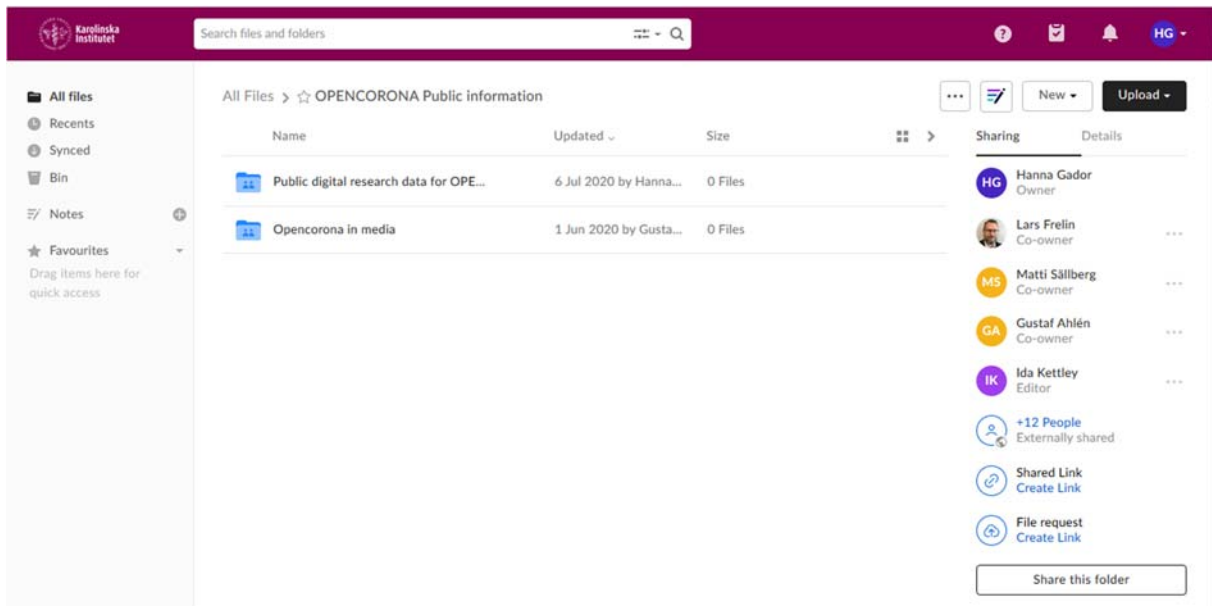 Karolinska
Institutet
Search files and folders
HG
All files
Recents
Synced
Bin
Notes
Favourites
Drag items here for
quick access
All Files > OPENCORONA Public information
New
Upload
Name Updated Size
Public digital research data for OPE... 6 Jul 2020 by Hanna... 0 Files
Opencorona in media 1 Jun 2020 by Gusta... 0 Files
Sharing Details
HG
Hanna Gador
Owner
Lars Frelin
Co-owner
MS
Matti Sällberg
Co-owner
GA
Gustaf Ahlén
Co-owner
IK
Ida Kettley
Editor
+12 People
Externally shared
Shared Link
Create Link
File request
Create Link
Share this folder